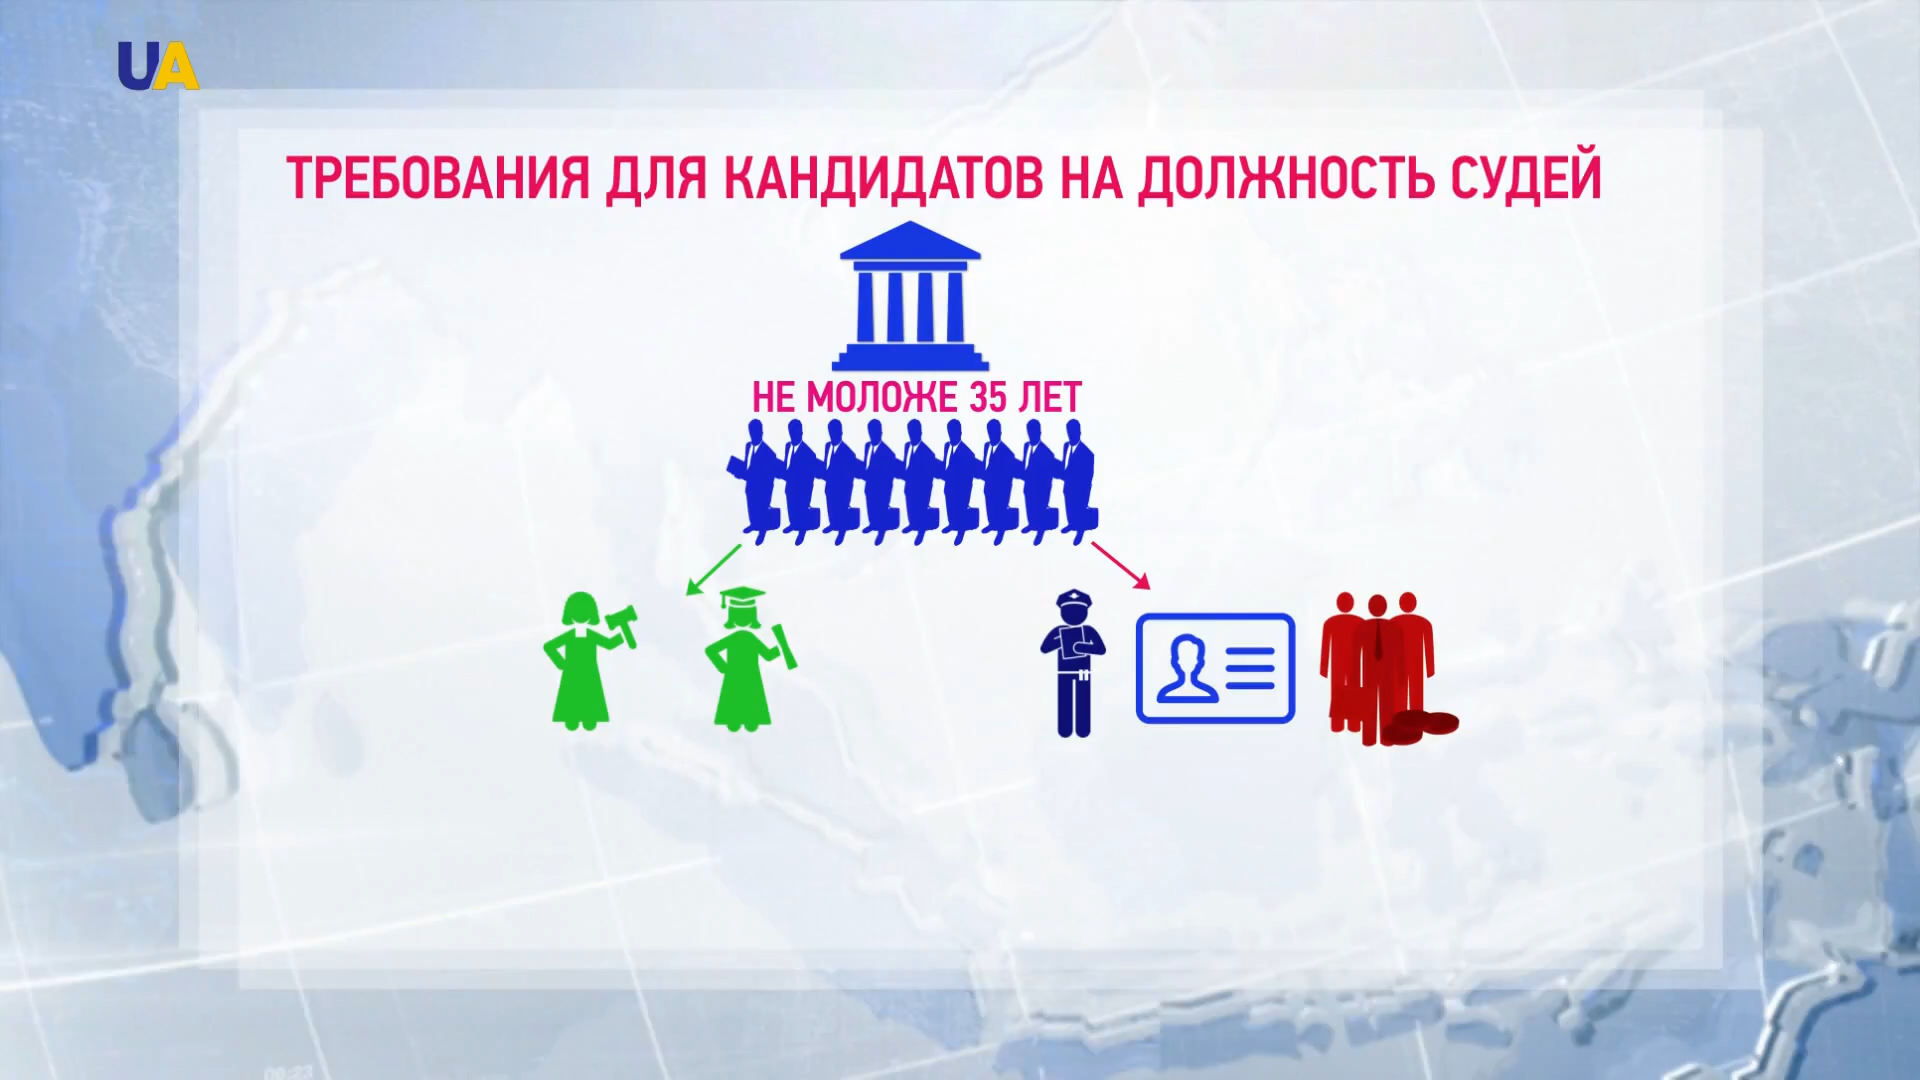 UA
ТРЕБОВАНИЯ ДЛЯ КАНДИДАТОВ НА ДОЛЖНОСТЬ СУДЕЙ
НЕ МОЛОЖЕ 35 ЛЕТ